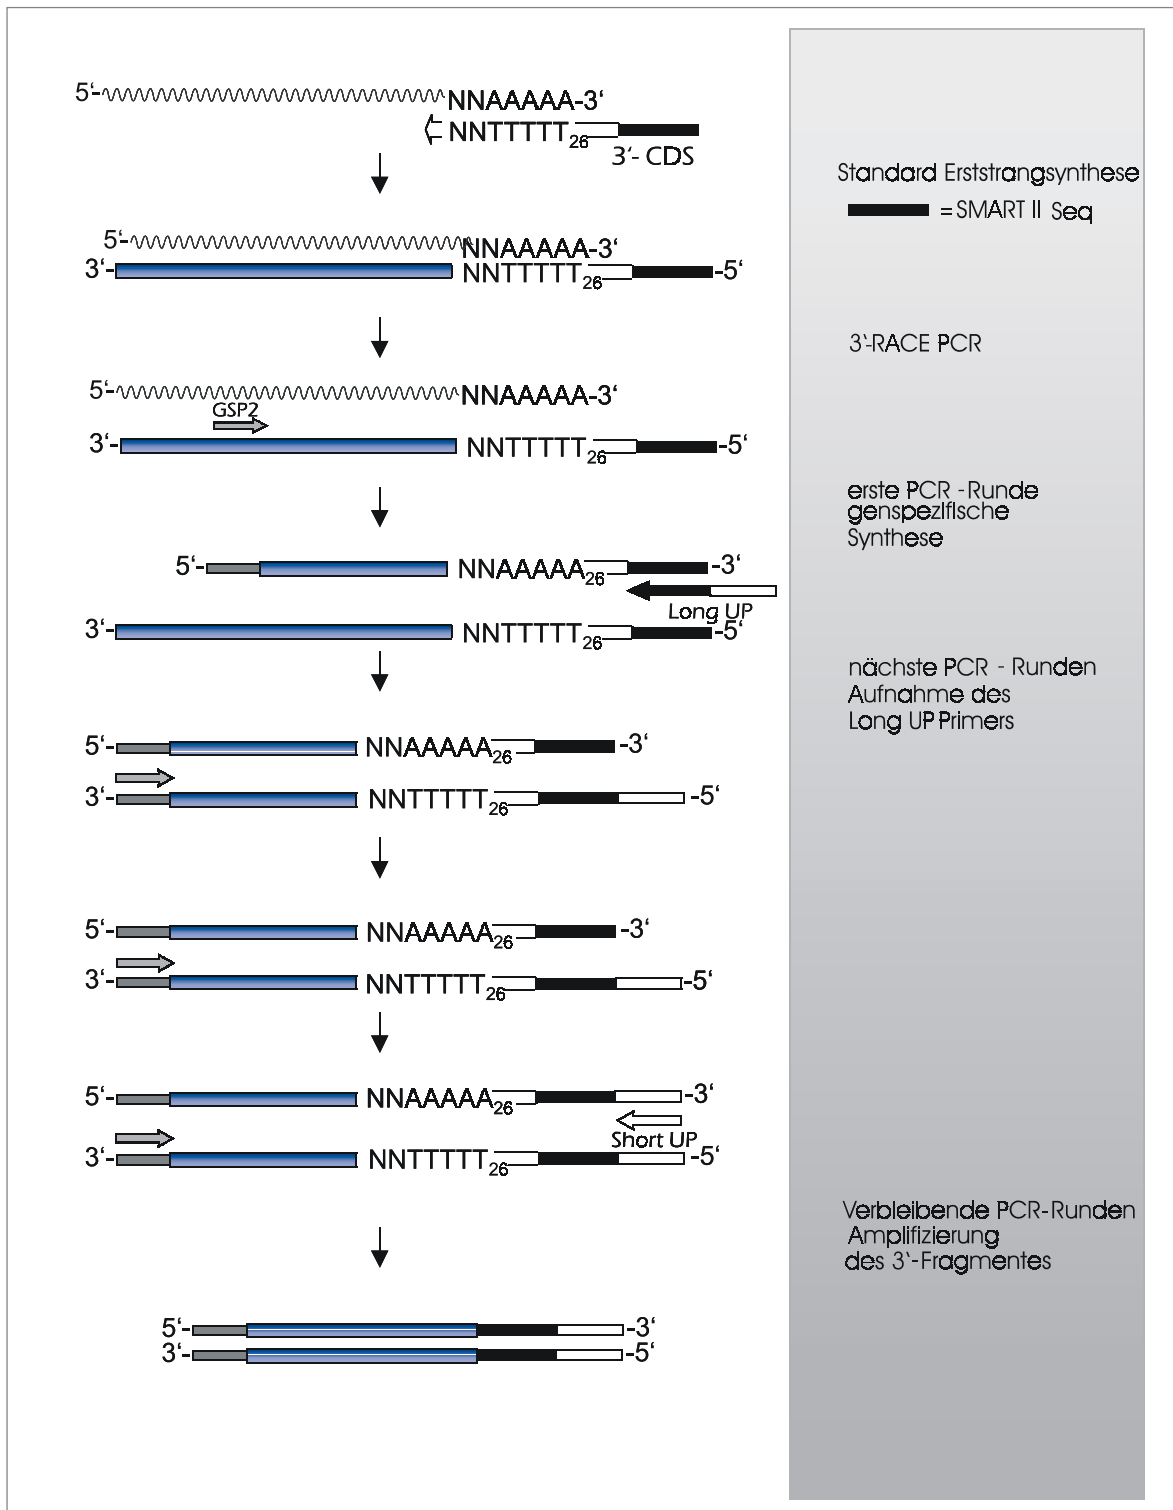 5‘- NNAAAAA-3‘
NNTTTTT26
3‘- CDS
Standard Erststrangsynthese
= SMART II Seq
5‘- NNAAAAA-3‘
3‘- NNTTTTT26 -5‘
3‘-RACE PCR
5‘- NNAAAAA-3‘
GSP2
3‘- NNTTTTT26 -5‘
erste PCR - Runde
genspezifische
Synthese
5‘- NNAAAAA26 -3‘
Long UP
3‘- NNTTTTT26 -5‘
nächste PCR - Runden
Aufnahme des
Long UP Primers
5‘- NNAAAAA26 -3‘
3‘- NNTTTTT26 -5‘
5‘- NNAAAAA26 -3‘
3‘- NNTTTTT26 -5‘
5‘- NNAAAAA26 -3‘
Short UP
3‘- NNTTTTT26 -5‘
Verbleibende PCR-Runden
Amplifizierung
des 3‘-Fragmentes
5‘- -3‘
3‘- -5‘